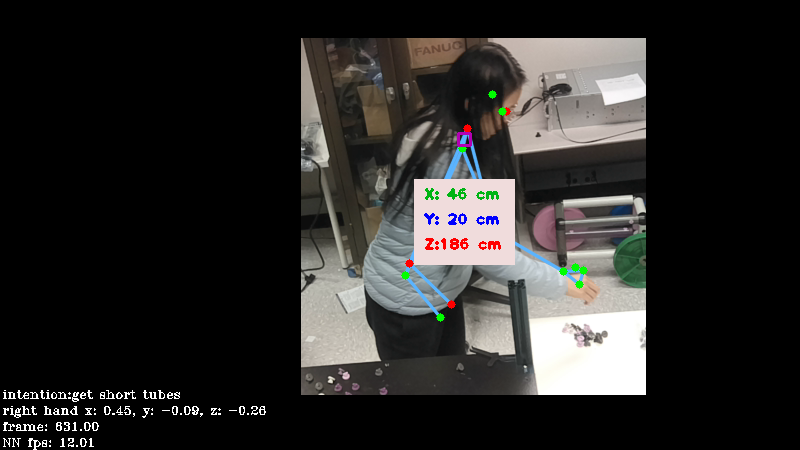 FANUC
X: 46 cm
Y: 20 cm
Z:186 cm
intention:get short tubes
right hand x: 0.45, y: -0.09, z: -0.26
frame: 631.00
NN fps: 12.01